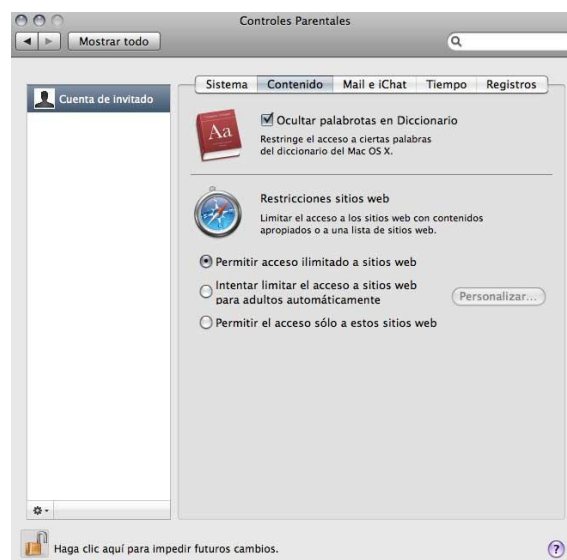 Controles Parentales
Mostrar todo
Cuenta de invitado
Sistema Contenido Mail e iChat Tiempo Registros
Aa
Ocultar palabrotas en Diccionario
Restringe el acceso a ciertas palabras
del diccionario del Mac OS X.
Restricciones sitios web
Limitar el acceso a los sitios web con contenidos
apropiados o a una lista de sitios web.
Permitir acceso ilimitado a sitios web
Intentar limitar el acceso a sitios web
para adultos automáticamente
Personalizar...
Permitir el acceso sólo a estos sitios web
Haga clic aquí para impedir futuros cambios.
?